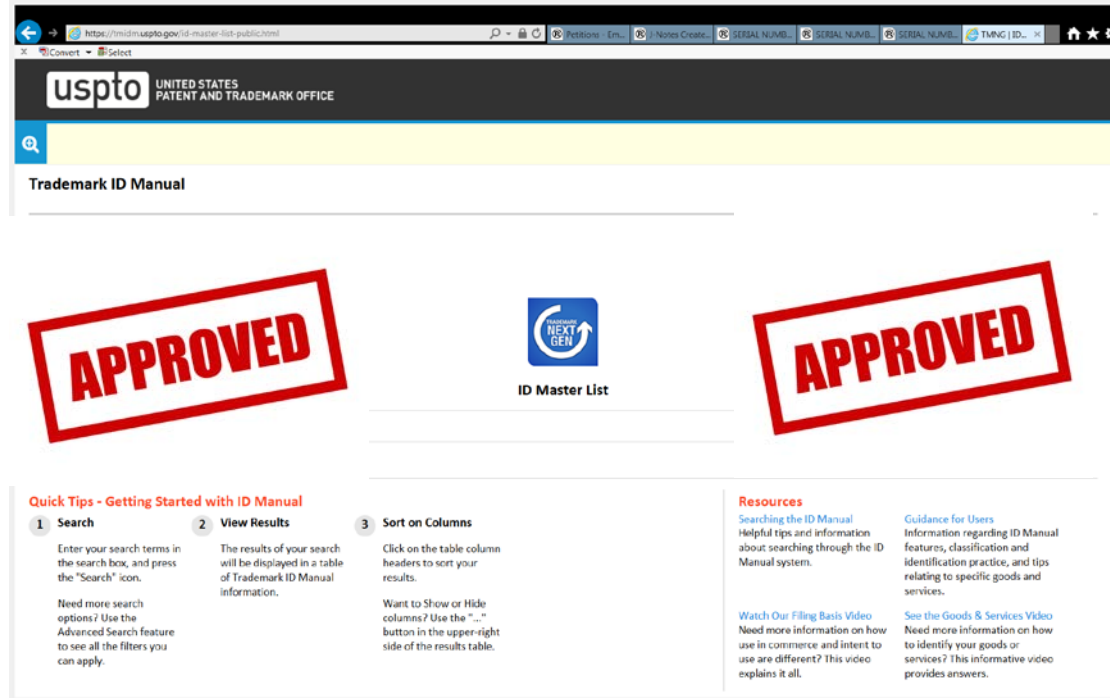 https://tmidm.uspto.gov/id-master-list-public.html
Petitions - Em...
J-Notes Create...
SERIAL NUMB...
SERIAL NUMB...
SERIAL NUMB...
TMNG | ID...
x Convert Select
uspto UNITED STATES
PATENT AND TRADEMARK OFFICE
Trademark ID Manual
APPROVED
TRADEMARK
NEXT
GEN
ID Master List
APPROVED
Quick Tips - Getting Started with ID Manual
1 Search
Enter your search terms in
the search box, and press
the "Search" icon.
Need more search
options? Use the
Advanced Search feature
to see all the filters you
can apply.
2 View Results
The results of your search
will be displayed in a table
of Trademark ID Manual
information.
3 Sort on Columns
Click on the table column
headers to sort your
results.
Want to Show or Hide
columns? Use the "..."
button in the upper-right
side of the results table.
Resources
Searching the ID Manual
Helpful tips and information
about searching through the ID
Manual system.
Guidance for Users
Information regarding ID Manual
features, classification and
identification practice, and tips
relating to specific goods and
services.
Watch Our Filing Basis Video
Need more information on how
use in commerce and intent to
use are different? This video
explains it all.
See the Goods & Services Video
Need more information on how
to identify your goods or
services? This informative video
provides answers.